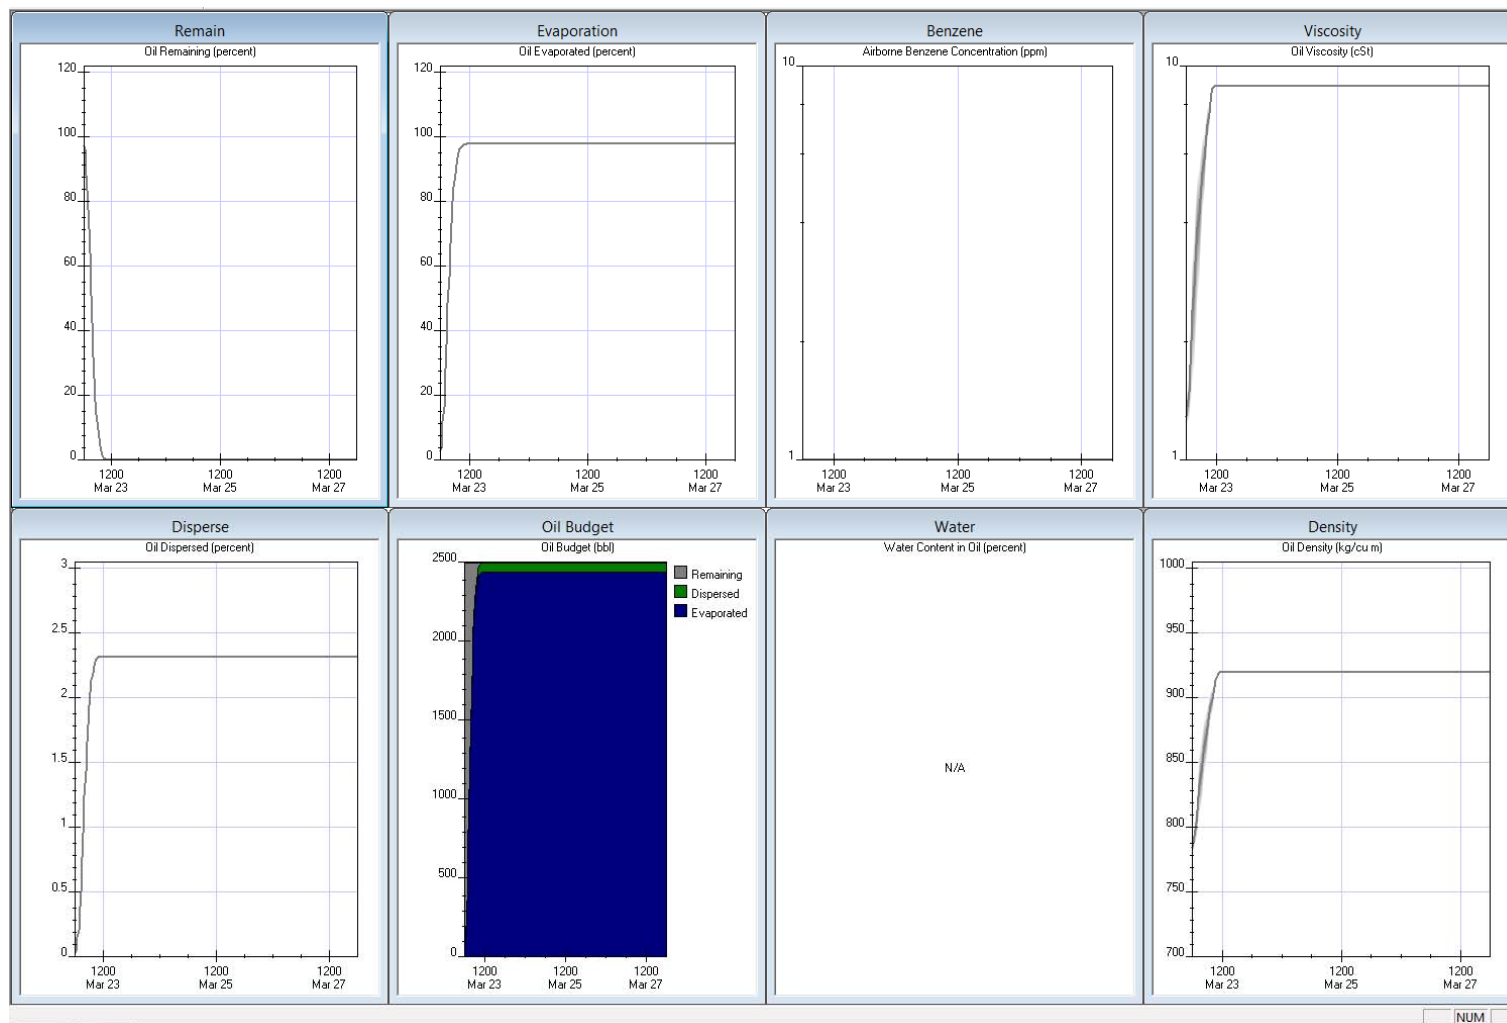 Remain
Oil Remaining (percent)
120
100
80
60
40
20
0
1200 1200 1200
Mar 23 Mar 25 Mar 27
Evaporation
Oil Evaporated (percent)
120
100
80
60
40
20
0
1200 1200 1200
Mar 23 Mar 25 Mar 27
Benzene
Airborne Benzene Concentration (ppm)
10
1
1200 1200 1200
Mar 23 Mar 25 Mar 27
Viscosity
Oil Viscosity (cSt)
10
1
1200 1200 1200
Mar 23 Mar 25 Mar 27
Disperse
Oil Dispersed (percent)
3
2.5
2
1.5
1
0.5
0
1200 1200 1200
Mar 23 Mar 25 Mar 27
Oil Budget
Oil Budget (bbl)
2500
2000
1500
1000
500
0
1200 1200 1200
Mar 23 Mar 25 Mar 27
Remaining
Dispersed
Evaporated
Water
Water Content in Oil (percent)
N/A
Density
Oil Density (kg/cu m)
1000
950
900
850
800
750
700
1200 1200 1200
Mar 23 Mar 25 Mar 27
NUM